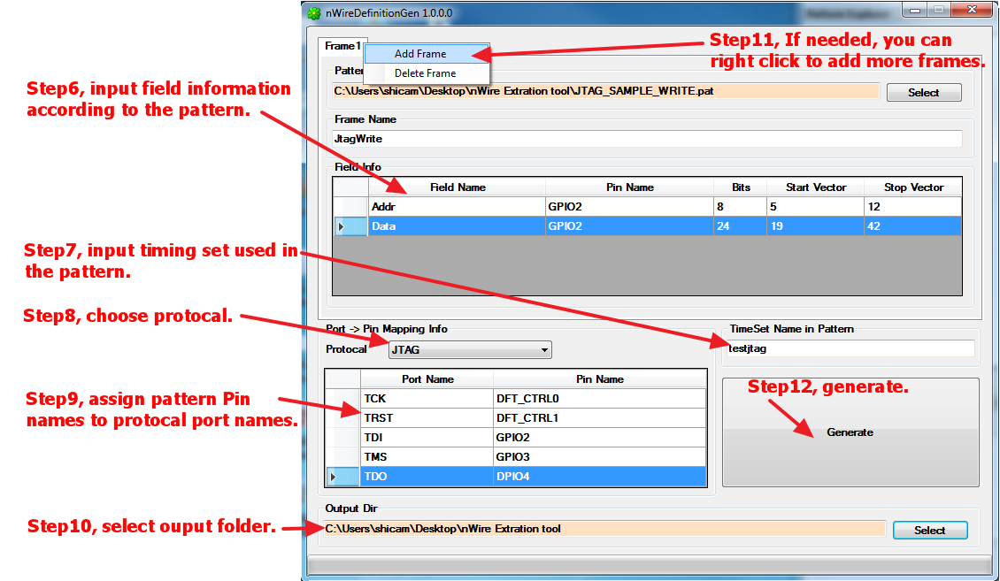 nWireDefinitionGen 1.0.0.0
Frame1
Add Frame
Delete Frame
Step11, If needed, you can
right click to add more frames.
Step6, input field information
according to the pattern.
C:\Users\shicam\Desktop\nWire Extration tool\JTAG_SAMPLE_WRITE.pat
Select
Frame Name
JtagWrite
Field Info
Field Name Pin Name Bits Start Vector Stop Vector
Addr GPIO2 8 5 12
Data GPIO2 24 19 42
Step7, input timing set used in
the pattern.
Step8, choose protocal.
Port -> Pin Mapping Info
Protocal JTAG
TimeSet Name in Pattern
testjtag
Port Name Pin Name
TCK DFT_CTRL0
TRST DFT_CTRL1
TDI GPIO2
TMS GPIO3
TDO DPIO4
Step9, assign pattern Pin
names to protocal port names.
Step12, generate.
Generate
Step10, select ouput folder.
Output Dir
C:\Users\shicam\Desktop\nWire Extration tool
Select